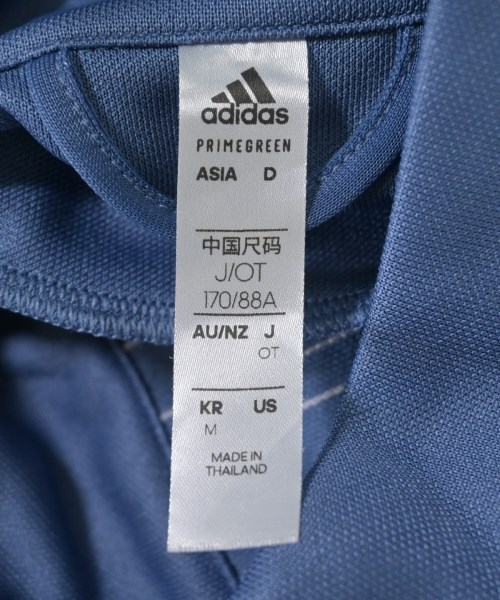 adidas
PRIMEGREEN
ASIA D
中国尺码
J/OT
170/88A
AU/NZ J
OT
KR US
M
MADE IN
THAILAND